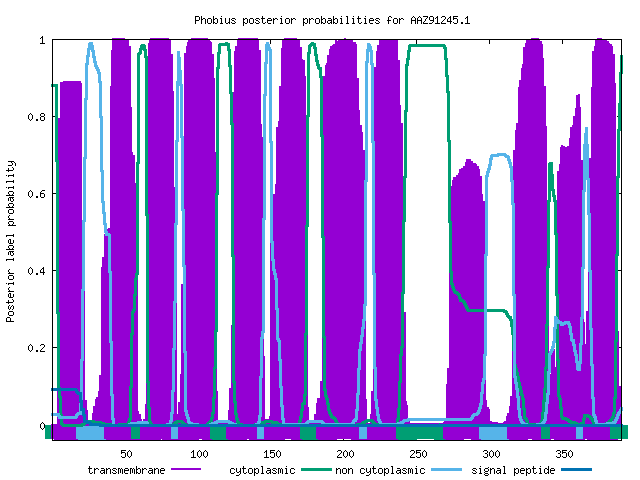 Phobius posterior probabilities for AAZ91245.1
Posterior label probability
1
0.8
0.6
0.4
0.2
0
50 100 150 200 250 300 350
transmembrane cytoplasmic non cytoplasmic signal peptide